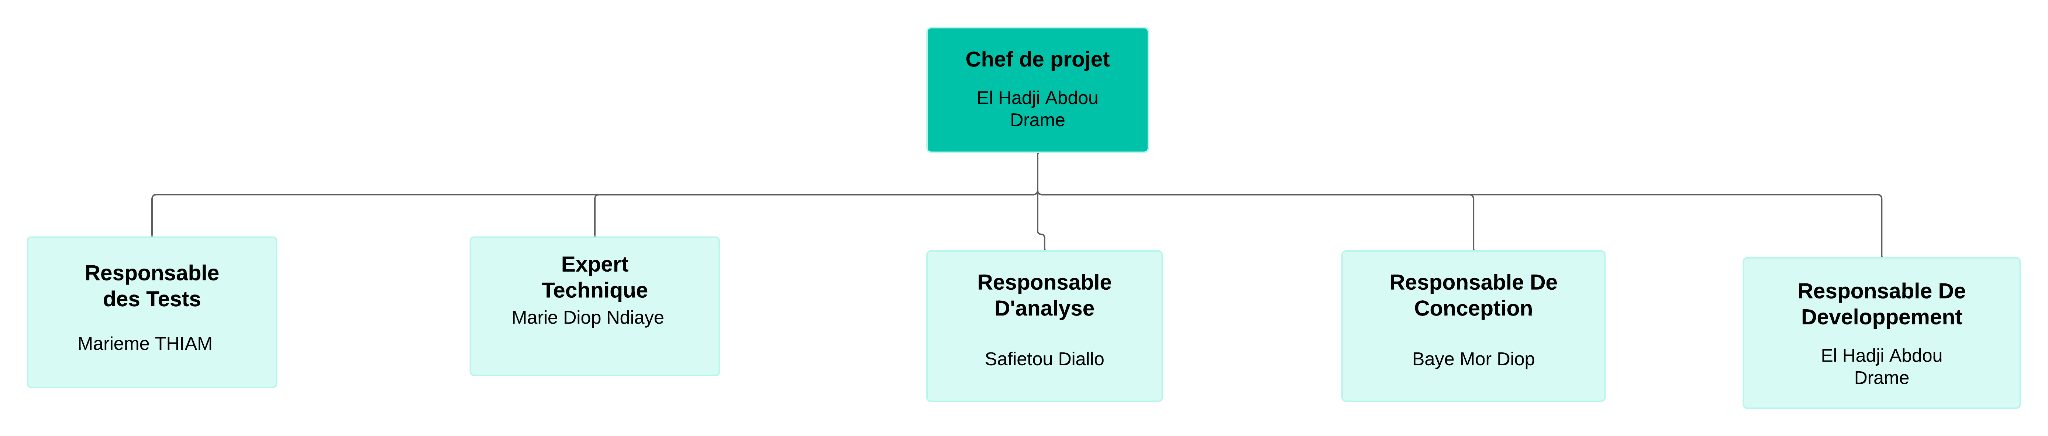 Chef de projet
El Hadji Abdou
Drame
Responsable
des Tests
Marieme THIAM
Expert
Technique
Marie Diop Ndiaye
Responsable
D'analyse
Safietou Diallo
Responsable De
Conception
Baye Mor Diop
Responsable De
Developpement
El Hadji Abdou
Drame